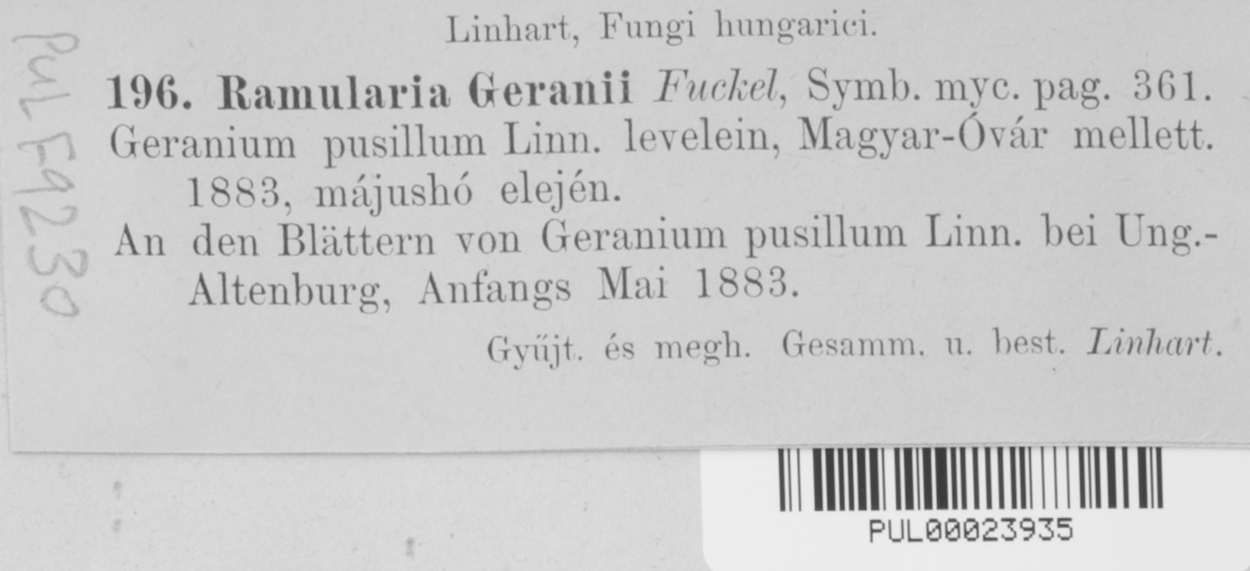 Linhart, Fungi hungarici.
196. Ramularia Geranii Fuckel, Symb. myc. pag. 361.
Geranium pusillum Linn. levelein, Magyar-Óvár mellett.
1883, májushó elején.
An den Blättern von Geranium pusillum Linn. bei Ung.-
Altenburg, Anfangs Mai 1883.
Gyűjt. és megh. Gesamm. u. best. Linhart.
PUL F9230
PUL00023935